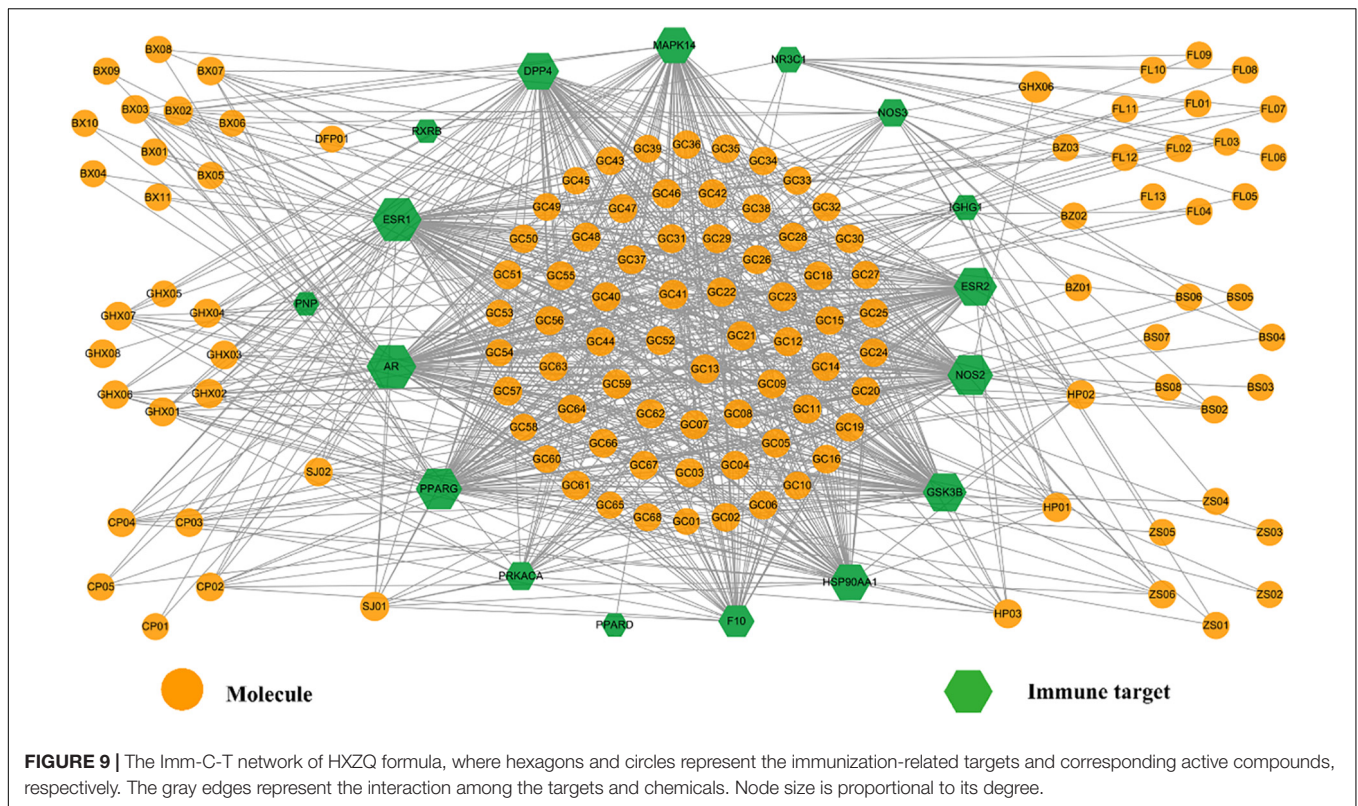 BX08
BX09
BX07
BX03
BX02
BX10
BX06
BX01
BX04
BX05
BX11
DFP01
RXRB
DPP4
MAPK14
NR3C1
NOS3
GHX06
BZ03
FL09
FL10
FL08
FL11
FL01
FL07
FL12
FL02
FL03
FL06
FL13
FL04
FL05
BZ02
IGHG1
ESR1
ESR2
BZ01
BS06
BS05
BS07
BS04
BS08
BS03
BS02
PNP
GHX05
GHX07
GHX04
GHX08
GHX03
GHX06
GHX02
GHX01
AR
NOS2
HP02
GC36
GC39
GC35
GC43
GC34
GC45
GC33
GC46
GC42
GC49
GC47
GC38
GC32
GC50
GC48
GC31
GC29
GC28
GC30
GC37
GC26
GC51
GC55
GC18
GC27
GC40
GC41
GC22
GC23
GC53
GC56
GC15
GC25
GC44
GC52
GC21
GC12
GC54
GC63
GC13
GC14
GC24
GC57
GC59
GC09
GC20
GC64
GC62
GC08
GC11
GC58
GC07
GC19
GC66
GC05
GC60
GC67
GC03
GC04
GC16
GC61
GC10
GC65
GC68
GC01
GC02
GC06
SJ02
PPARG
GSK3B
CP04
CP03
HP01
ZS04
ZS05
ZS03
CP05
CP02
PRKACA
HSP90AA1
ZS06
ZS02
SJ01
HP03
CP01
PPARD
F10
ZS01
Molecule
Immune target
FIGURE 9 | The Imm-C-T network of HXZQ formula, where hexagons and circles represent the immunization-related targets and corresponding active compounds,
respectively. The gray edges represent the interaction among the targets and chemicals. Node size is proportional to its degree.